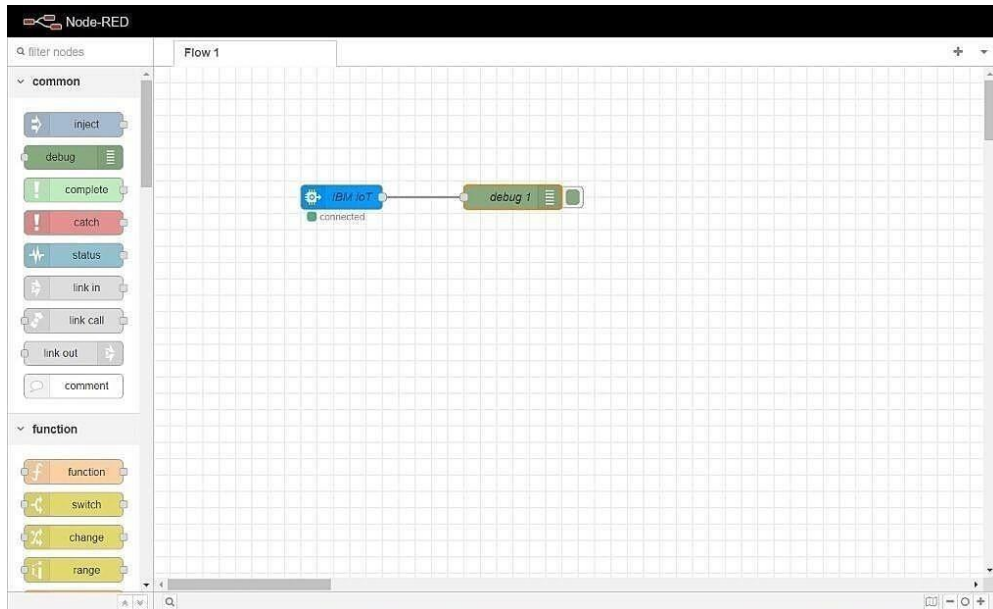 Node-RED
filter nodes
Flow 1
common
inject
debug
complete
catch
status
link in
link call
link out
comment
function
function
switch
change
range
IBM IoT
connected
debug 1